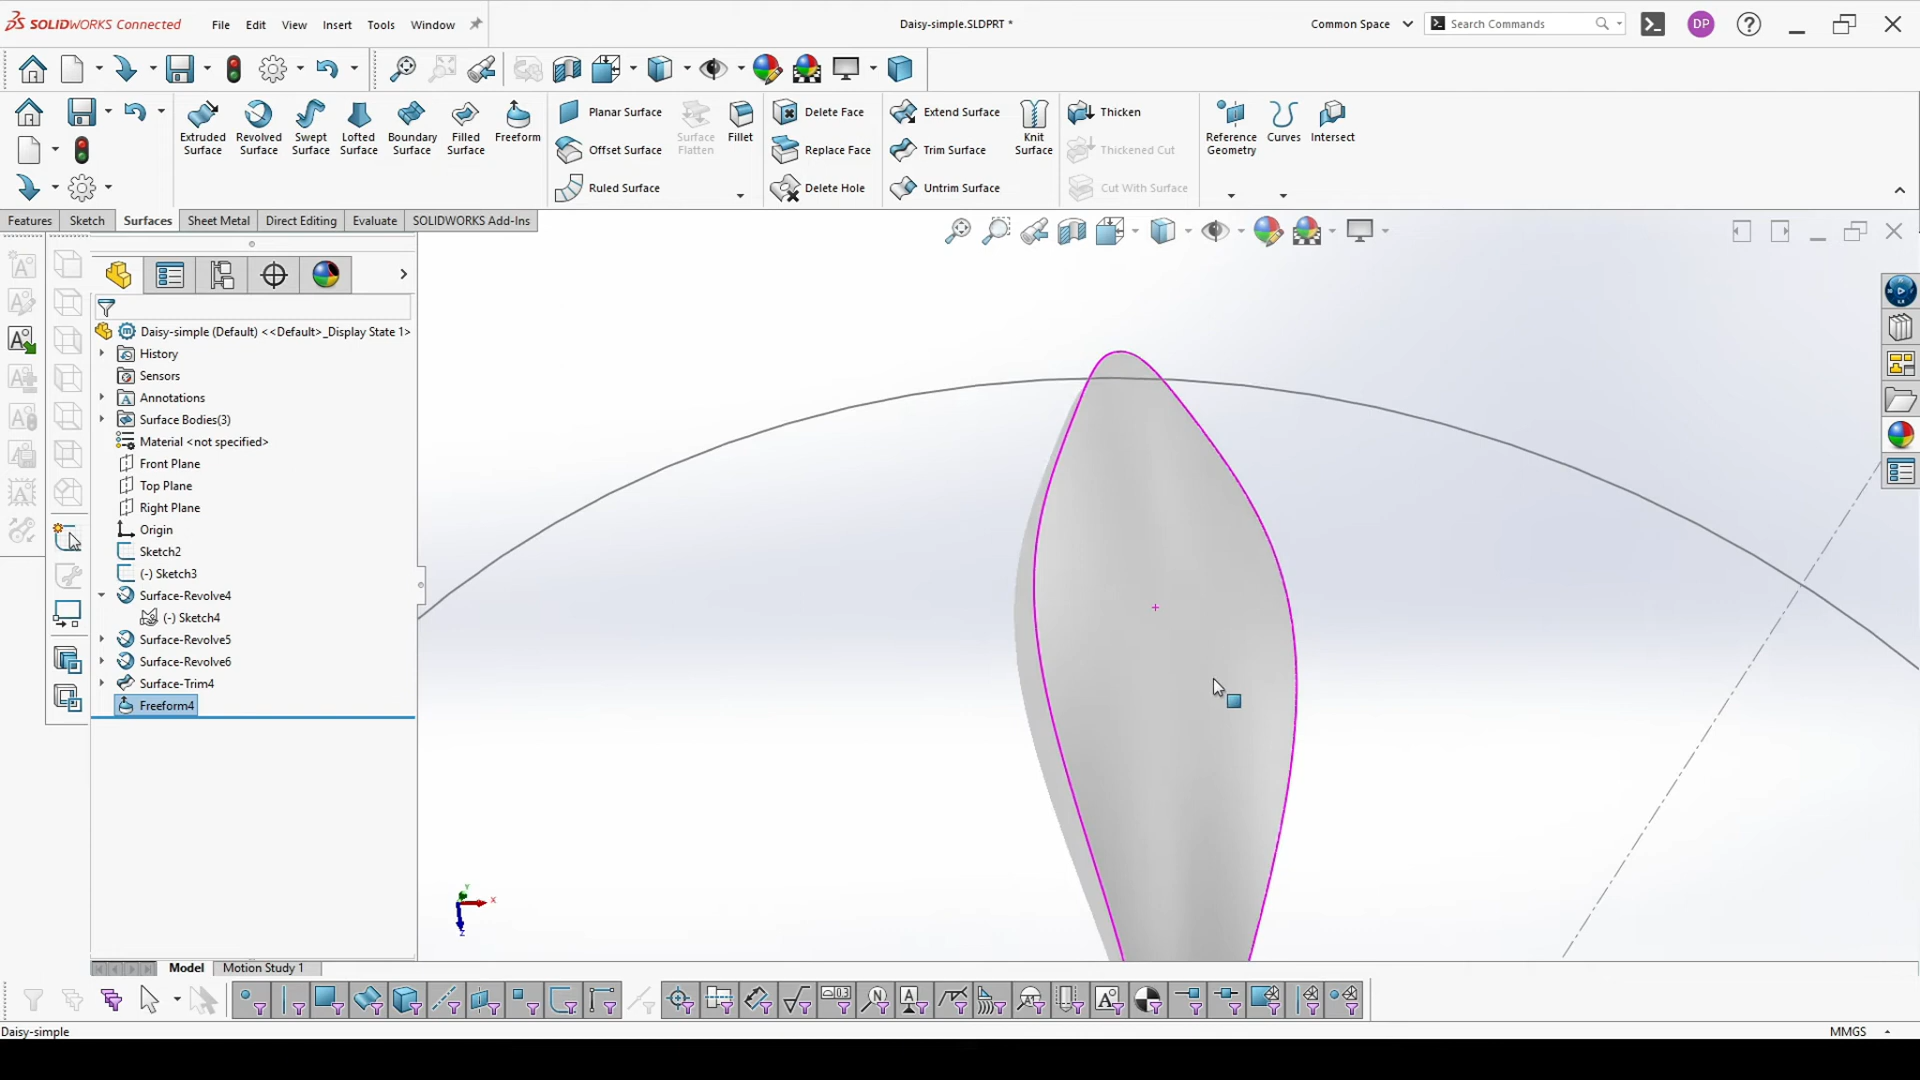 SOLIDWORKS Connected
File Edit View Insert Tools Window
Daisy-simple.SLDPRT *
Common Space
Search Commands
DP
Extruded Surface
Revolved Surface
Swept Surface
Lofted Surface
Boundary Surface
Filled Surface
Freeform
Planar Surface
Offset Surface
Ruled Surface
Surface Flatten
Fillet
Delete Face
Replace Face
Delete Hole
Extend Surface
Trim Surface
Untrim Surface
Knit Surface
Thicken
Thickened Cut
Cut With Surface
Reference Geometry
Curves
Intersect
Features Sketch Surfaces Sheet Metal Direct Editing Evaluate SOLIDWORKS Add-Ins
Daisy-simple (Default) <<Default>_Display State 1>
History
Sensors
Annotations
Surface Bodies(3)
Material <not specified>
Front Plane
Top Plane
Right Plane
Origin
Sketch2
(-) Sketch3
Surface-Revolve4
(-) Sketch4
Surface-Revolve5
Surface-Revolve6
Surface-Trim4
Freeform4
Y
X
Z
Model Motion Study 1
Daisy-simple
MMGS